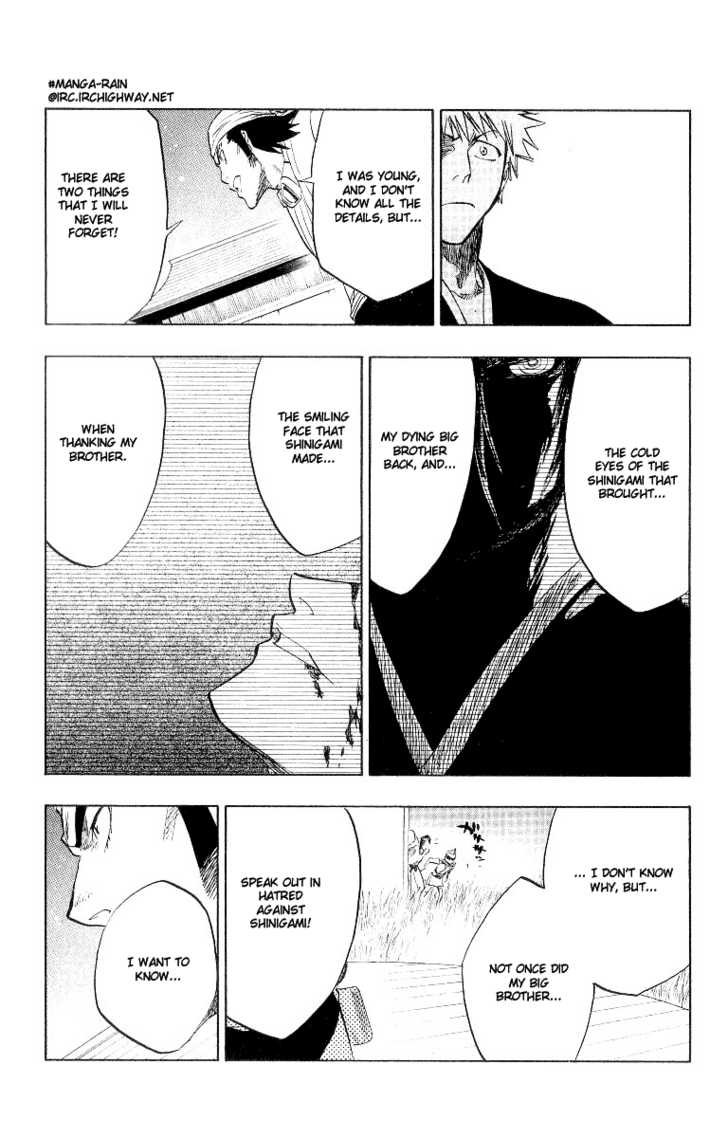 #MANGA-RAIN
@IRC.IRCHIGHWAY.NET
I WAS YOUNG,
AND I DON'T
KNOW ALL THE
DETAILS, BUT...
THERE ARE
TWO THINGS
THAT I WILL
NEVER
FORGET!
THE COLD
EYES OF THE
SHINIGAMI THAT
BROUGHT...
MY DYING BIG
BROTHER
BACK, AND...
THE SMILING
FACE THAT
SHINIGAMI
MADE...
WHEN
THANKING MY
BROTHER.
... I DON'T KNOW
WHY, BUT...
NOT ONCE DID
MY BIG
BROTHER...
SPEAK OUT IN
HATRED
AGAINST
SHINIGAMI!
I WANT TO
KNOW...